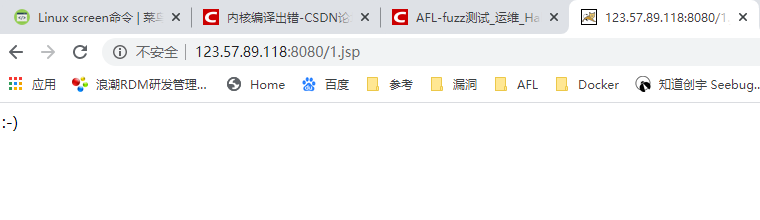 Linux screen命令 | 菜 内核编译出错-CSDN论 AFL-fuzz测试_运维_Ha 123.57.89.118:8080/1.
不安全 123.57.89.118:8080/1.jsp
应用 浪潮RDM研发管理... Home 百度 参考 漏洞 AFL Docker 知道创宇 Seebug...
:-)